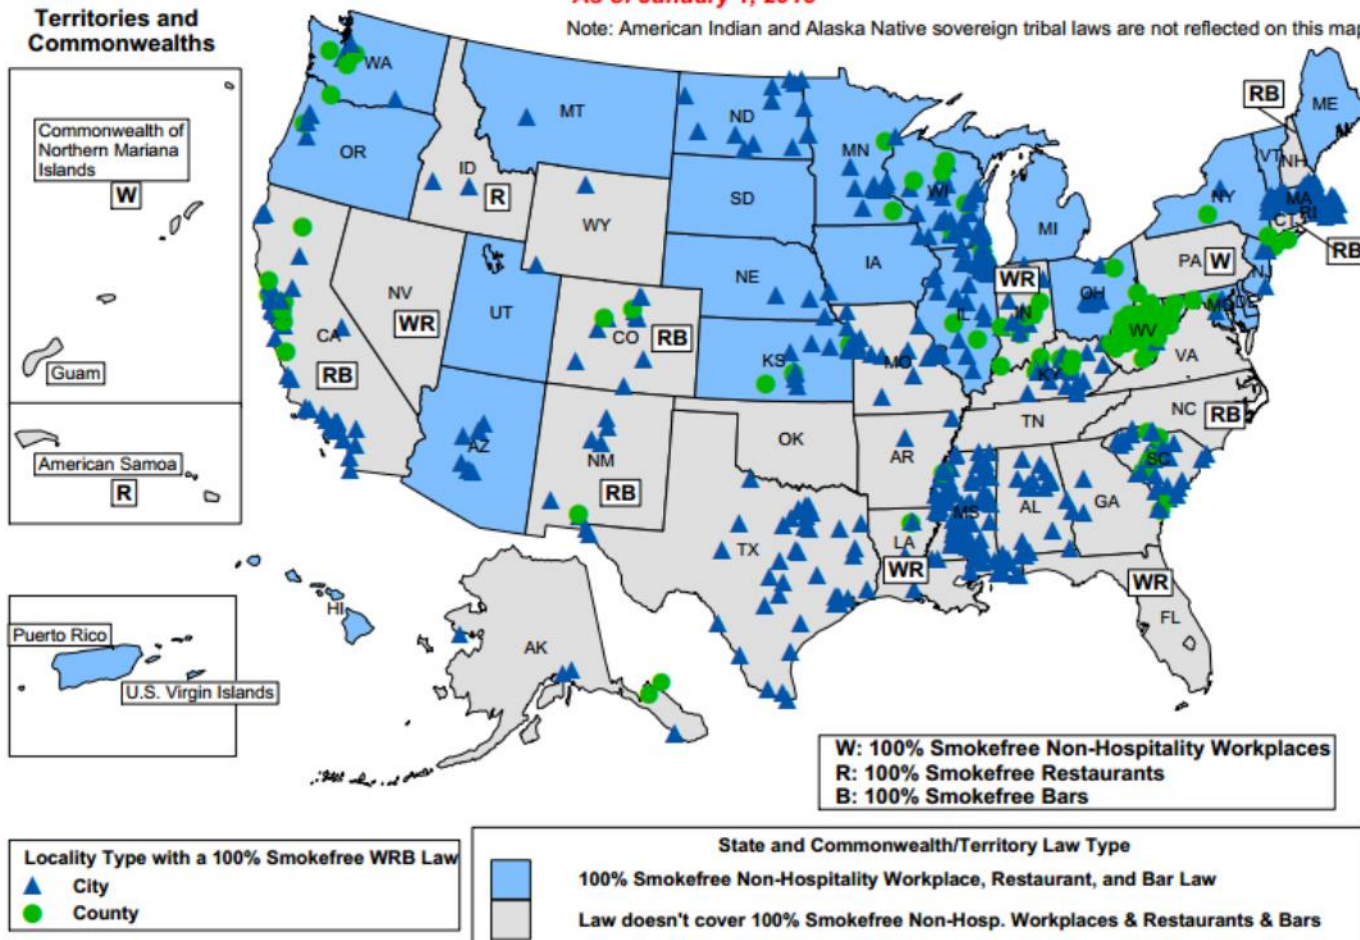 Territories and
Commonwealths
Note: American Indian and Alaska Native sovereign tribal laws are not reflected on this map
Commonwealth of
Northern Mariana
Islands
W
Guam
American Samoa
R
Puerto Rico
U.S. Virgin Islands
WA
MT
ND
MN
OR
ID
R
WY
SD
WI
MI
NY
VT
NH
RB
ME
MA
RI
CT
RB
NV
WR
UT
CO
RB
NE
IA
IL
WR
IN
OH
PA
W
NJ
MD
DE
CA
RB
KS
MO
KY
WV
VA
AZ
NM
RB
OK
AR
TN
NC
RB
SC
TX
LA
WR
MS
AL
GA
WR
FL
HI
AK
W: 100% Smokefree Non-Hospitality Workplaces
R: 100% Smokefree Restaurants
B: 100% Smokefree Bars
Locality Type with a 100% Smokefree WRB Law
City
County
State and Commonwealth/Territory Law Type
100% Smokefree Non-Hospitality Workplace, Restaurant, and Bar Law
Law doesn't cover 100% Smokefree Non-Hosp. Workplaces & Restaurants & Bars